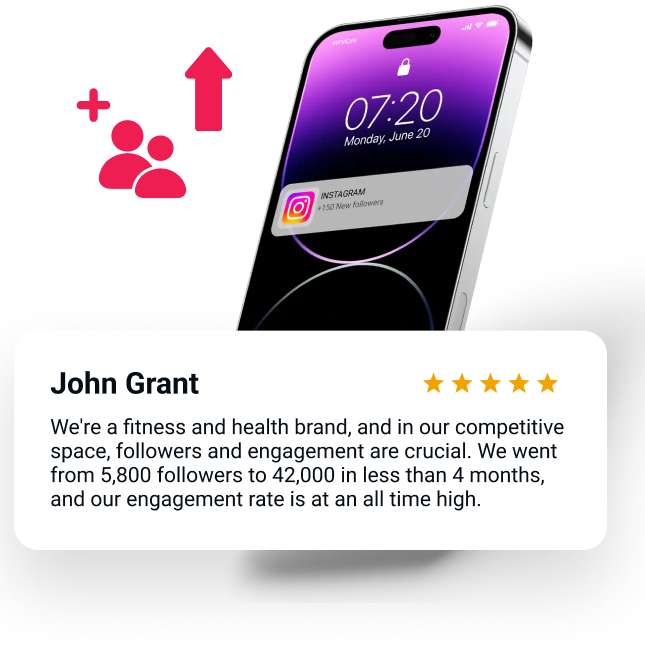 services
07:20
Monday, June 20
INSTAGRAM
+150 New followers
John Grant
We're a fitness and health brand, and in our competitive
space, followers and engagement are crucial. We went
from 5,800 followers to 42,000 in less than 4 months,
and our engagement rate is at an all time high.